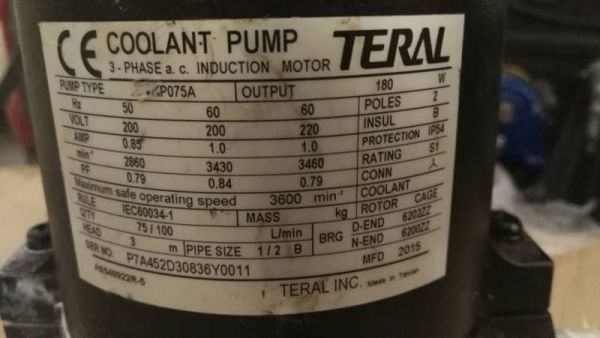 CE COOLANT PUMP TERAL
3-PHASE a.c. INDUCTION MOTOR
PUMP TYPE KP075A OUTPUT 180 W
Hz 50 60 60 POLES 2
VOLT 200 200 220 INSUL B
AMP 0.85 1.0 1.0 PROTECTION IP54
min⁻¹ 2860 3430 3460 RATING S1
PF 0.79 0.84 0.79 CONN 人
Maximum safe operating speed 3600 min⁻¹ COOLANT
RULE IEC60034-1 MASS kg ROTOR CAGE
Q'TY 75/100 L/min BRG D-END 6202ZZ
HEAD 3 m PIPE SIZE 1/2 B N-END 6200ZZ
SER NO. P7A452D30836Y0011 MFD 2015
A8549922R-5 TERAL INC. Made in Taiwan